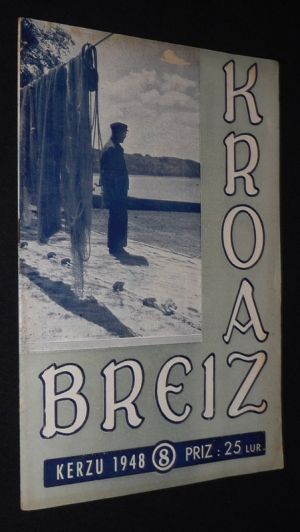 KROAZ
BREIZ
KERZU 1948 8 PRIZ : 25 LUR.